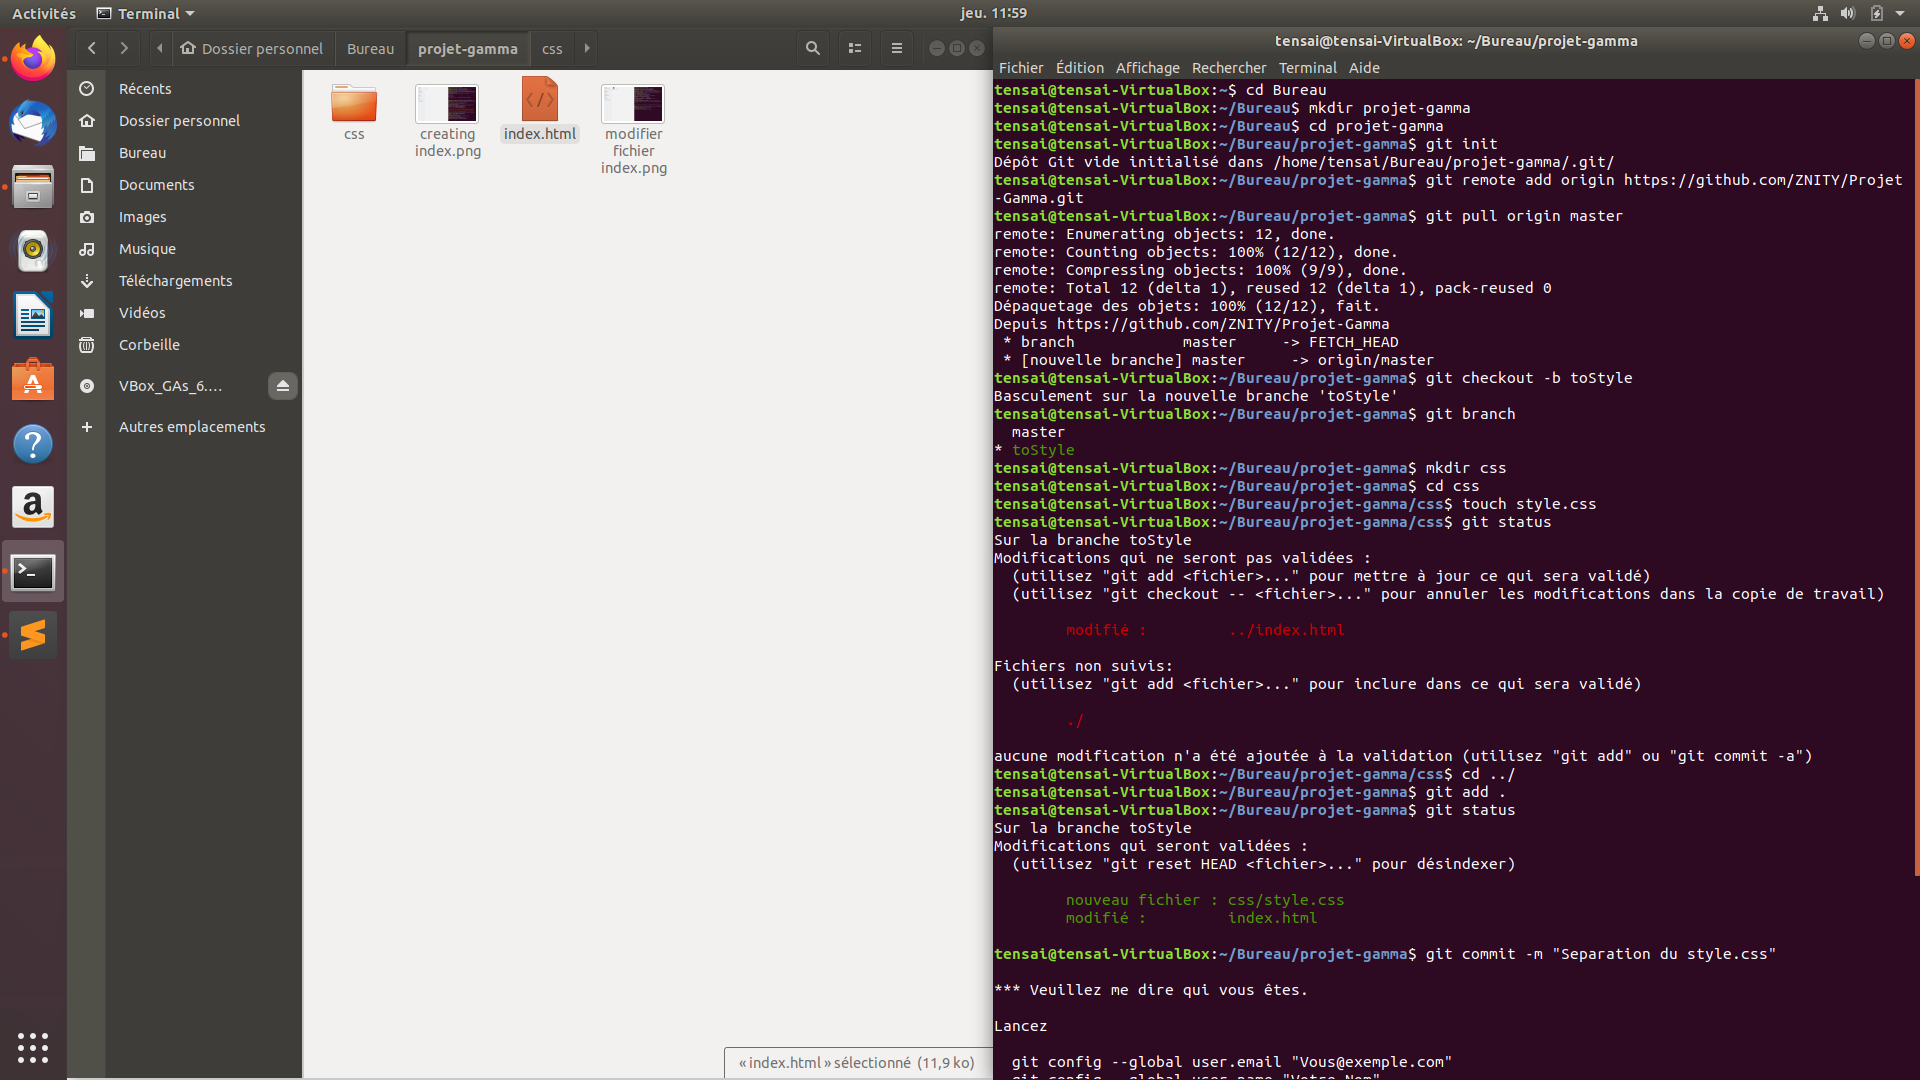 Activités
Terminal
jeu. 11:59
Dossier personnel
Bureau
projet-gamma
css
Récents
Dossier personnel
Bureau
Documents
Images
Musique
Téléchargements
Vidéos
Corbeille
VBox_GAs_6....
Autres emplacements
css
creating
index.png
index.html
modifier
fichier
index.png
« index.html » sélectionné (11,9 ko)
tensai@tensai-VirtualBox: ~/Bureau/projet-gamma
Fichier Édition Affichage Rechercher Terminal Aide
tensai@tensai-VirtualBox:~$ cd Bureau
tensai@tensai-VirtualBox:~/Bureau$ mkdir projet-gamma
tensai@tensai-VirtualBox:~/Bureau$ cd projet-gamma
tensai@tensai-VirtualBox:~/Bureau/projet-gamma$ git init
Dépôt Git vide initialisé dans /home/tensai/Bureau/projet-gamma/.git/
tensai@tensai-VirtualBox:~/Bureau/projet-gamma$ git remote add origin https://github.com/ZNITY/Projet
-Gamma.git
tensai@tensai-VirtualBox:~/Bureau/projet-gamma$ git pull origin master
remote: Enumerating objects: 12, done.
remote: Counting objects: 100% (12/12), done.
remote: Compressing objects: 100% (9/9), done.
remote: Total 12 (delta 1), reused 12 (delta 1), pack-reused 0
Dépaquetage des objets: 100% (12/12), fait.
Depuis https://github.com/ZNITY/Projet-Gamma
 * branch            master     -> FETCH_HEAD
 * [nouvelle branche] master     -> origin/master
tensai@tensai-VirtualBox:~/Bureau/projet-gamma$ git checkout -b toStyle
Basculement sur la nouvelle branche 'toStyle'
tensai@tensai-VirtualBox:~/Bureau/projet-gamma$ git branch
  master
* toStyle
tensai@tensai-VirtualBox:~/Bureau/projet-gamma$ mkdir css
tensai@tensai-VirtualBox:~/Bureau/projet-gamma$ cd css
tensai@tensai-VirtualBox:~/Bureau/projet-gamma/css$ touch style.css
tensai@tensai-VirtualBox:~/Bureau/projet-gamma/css$ git status
Sur la branche toStyle
Modifications qui ne seront pas validées :
  (utilisez "git add <fichier>..." pour mettre à jour ce qui sera validé)
  (utilisez "git checkout -- <fichier>..." pour annuler les modifications dans la copie de travail)
        modifié :         ../index.html
Fichiers non suivis:
  (utilisez "git add <fichier>..." pour inclure dans ce qui sera validé)
        ./
aucune modification n'a été ajoutée à la validation (utilisez "git add" ou "git commit -a")
tensai@tensai-VirtualBox:~/Bureau/projet-gamma/css$ cd ../
tensai@tensai-VirtualBox:~/Bureau/projet-gamma$ git add .
tensai@tensai-VirtualBox:~/Bureau/projet-gamma$ git status
Sur la branche toStyle
Modifications qui seront validées :
  (utilisez "git reset HEAD <fichier>..." pour désindexer)
        nouveau fichier : css/style.css
        modifié :         index.html
tensai@tensai-VirtualBox:~/Bureau/projet-gamma$ git commit -m "Separation du style.css"
*** Veuillez me dire qui vous êtes.
Lancez
  git config --global user.email "Vous@exemple.com"
  git config --global user.name "Votre Nom"